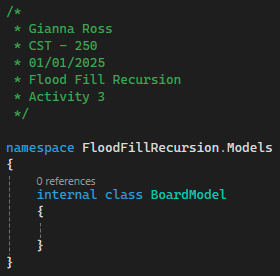 /*
 * Gianna Ross
 * CST - 250
 * 01/01/2025
 * Flood Fill Recursion
 * Activity 3
 */
namespace FloodFillRecursion.Models
{
0 references
internal class BoardModel
{
}
}